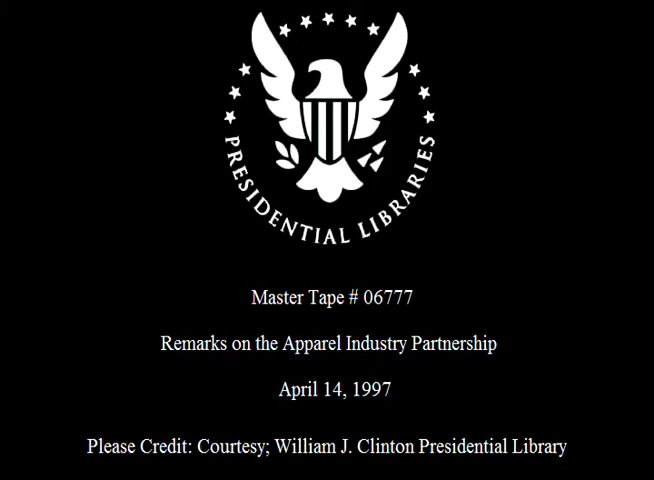 PRESIDENTIAL LIBRARIES
Master Tape # 06777
Remarks on the Apparel Industry Partnership
April 14, 1997
Please Credit: Courtesy; William J. Clinton Presidential Library